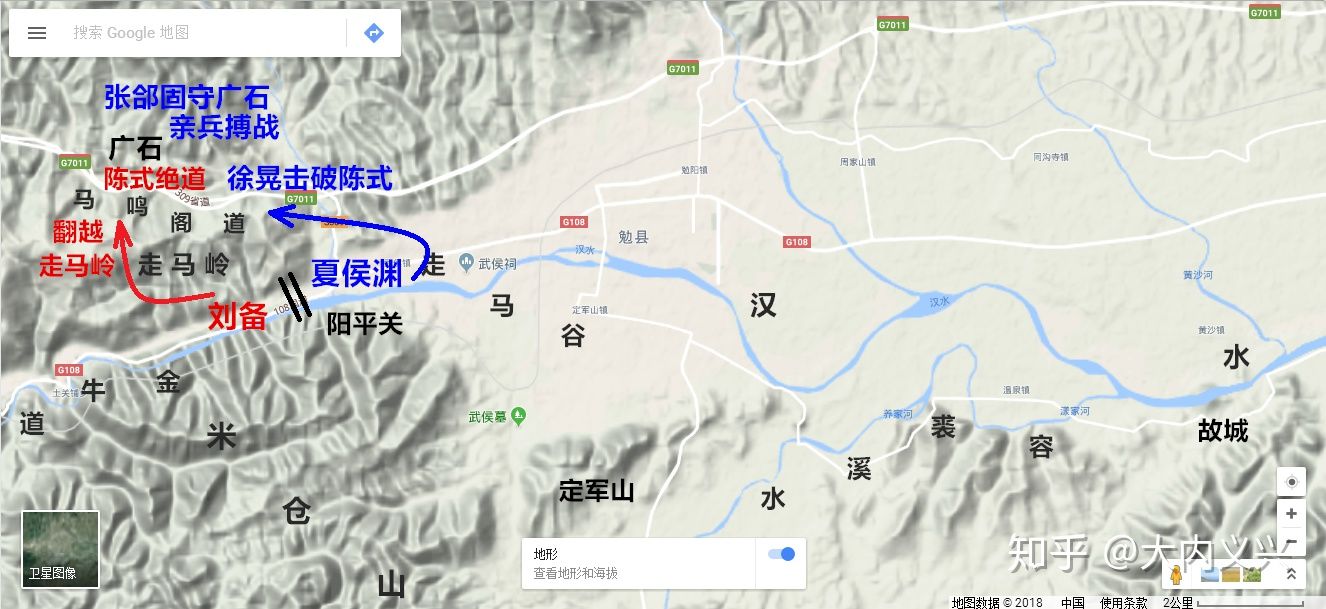 搜索 Google 地图
G7011
G7011
G7011
张郃固守广石
亲兵搏战
广石
G7011
陈式绝道
徐晃击破陈式
309省道
G7011
马鸣阁道
翻越
走马岭
走马岭
夏侯渊
刘备
阳平关
走马谷
武侯祠
汉水
G108
勉县
勉阳镇
周家山镇
同沟寺镇
G108
定军山镇
汉水
汉水
黄沙河
黄沙镇
G108
金牛道
米仓山
武侯墓
定军山
温泉镇
养家河
漾家河
容裘溪水
故城
卫星图像
地形
查看地形和海拔
知乎 @大内义兴
地图数据 © 2018 中国 使用条款 2公里